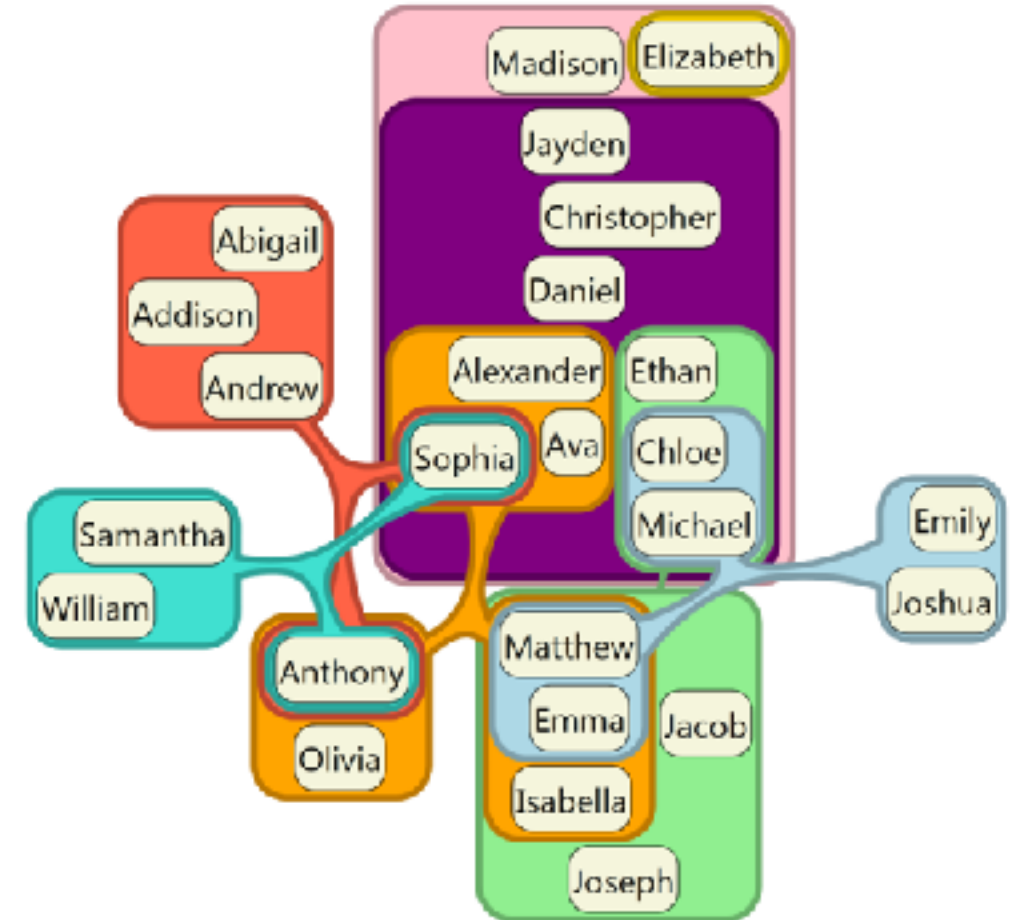 Madison
Elizabeth
Jayden
Christopher
Daniel
Abigail
Addison
Andrew
Alexander
Ethan
Sophia
Ava
Chloe
Michael
Samantha
William
Emily
Joshua
Anthony
Olivia
Matthew
Emma
Jacob
Isabella
Joseph